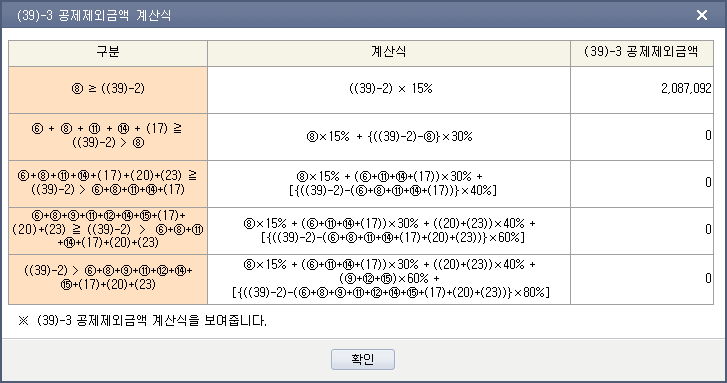 (39)-3 공제제외금액 계산식
구분
계산식
(39)-3 공제제외금액
⑧ ≥ ((39)-2)
((39)-2) × 15%
2,087,092
⑥ + ⑧ + ⑪ + ⑭ + (17) ≧
((39)-2) > ⑧
⑧×15% + {((39)-2)-⑧}×30%
0
⑥+⑧+⑪+⑭+(17)+(20)+(23) ≧
((39)-2) > ⑥+⑧+⑪+⑭+(17)
⑧×15% + (⑥+⑪+⑭+(17))×30% +
[{((39)-2)-(⑥+⑧+⑪+⑭+(17))}×40%]
0
⑥+⑧+⑨+⑪+⑫+⑭+⑮+(17)+
(20)+(23) ≧ ((39)-2) > ⑥+⑧+⑪
+⑭+(17)+(20)+(23)
⑧×15% + (⑥+⑪+⑭+(17))×30% + ((20)+(23))×40% +
[{((39)-2)-(⑥+⑧+⑪+⑭+(17)+(20)+(23))}×60%]
0
((39)-2) > ⑥+⑧+⑨+⑪+⑫+⑭+
⑮+(17)+(20)+(23)
⑧×15% + (⑥+⑪+⑭+(17))×30% + ((20)+(23))×40% +
(⑨+⑫+⑮)×60% +
[{((39)-2)-(⑥+⑧+⑨+⑪+⑫+⑭+⑮+(17)+(20)+(23))}×80%]
0
※ (39)-3 공제제외금액 계산식을 보여줍니다.
확인